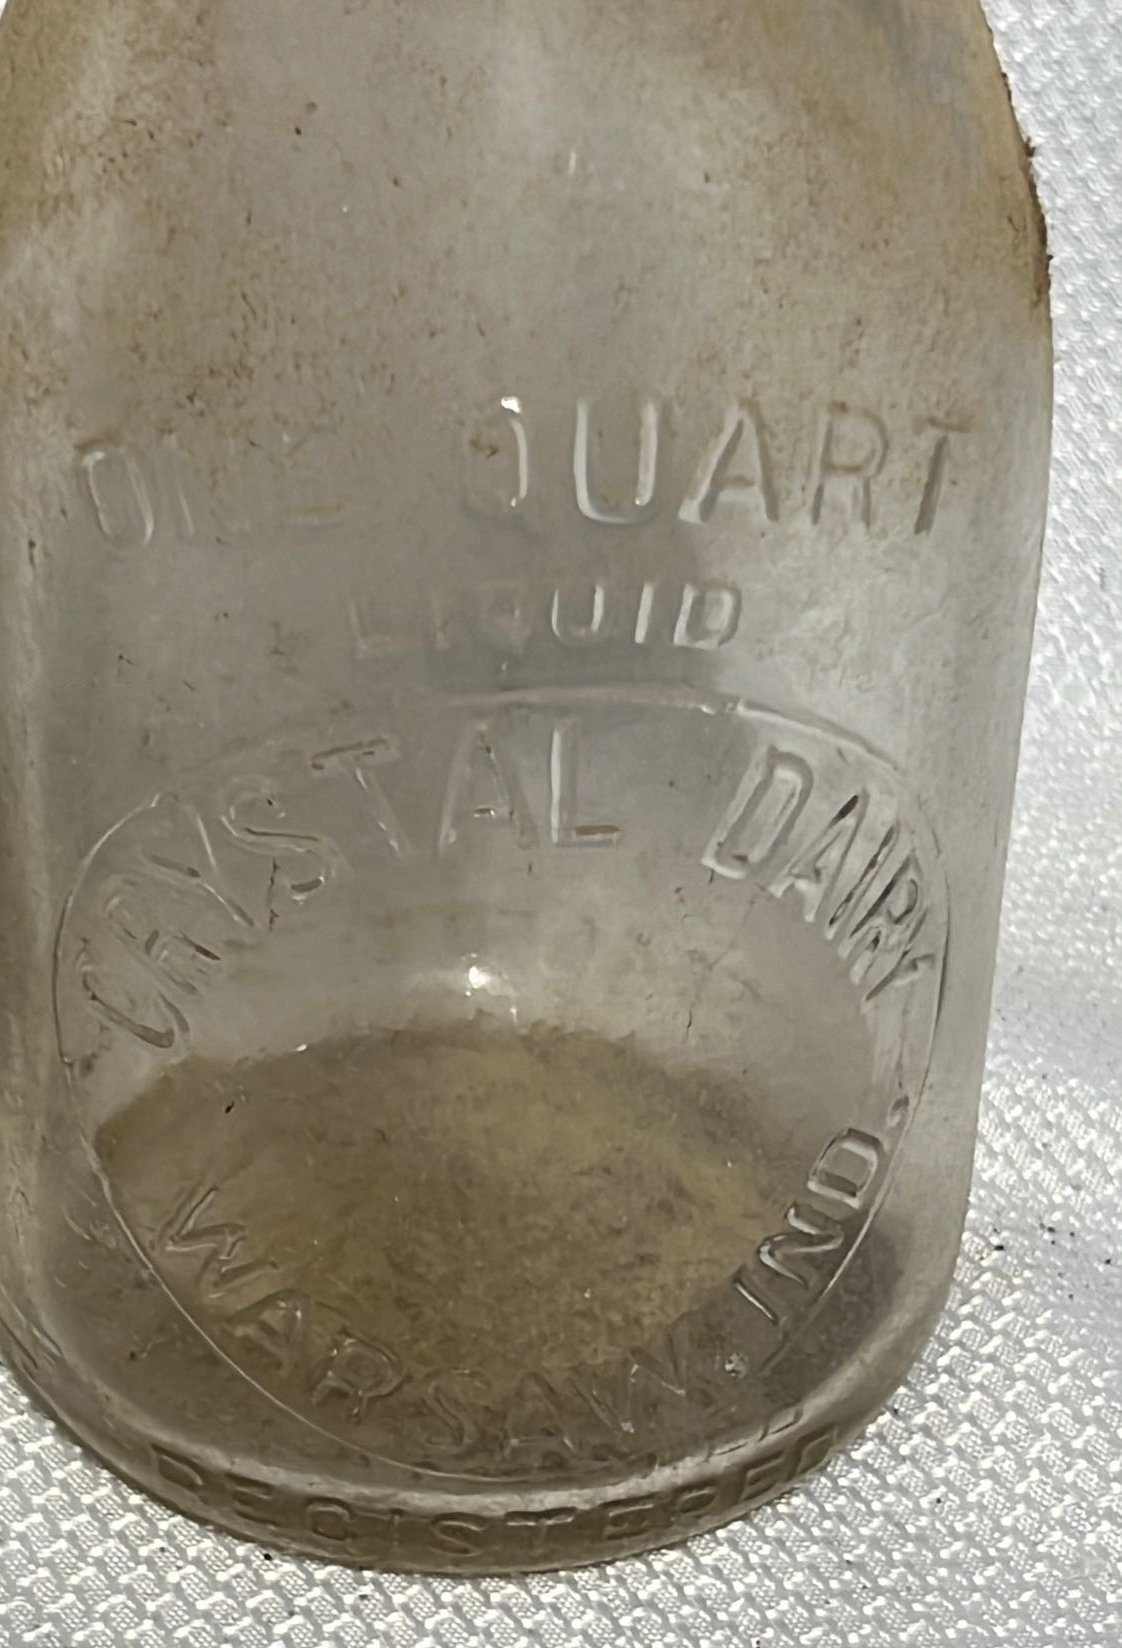 ONE QUART
LIQUID
CRYSTAL DAIRY
WARSAW, IND.
REGISTERED